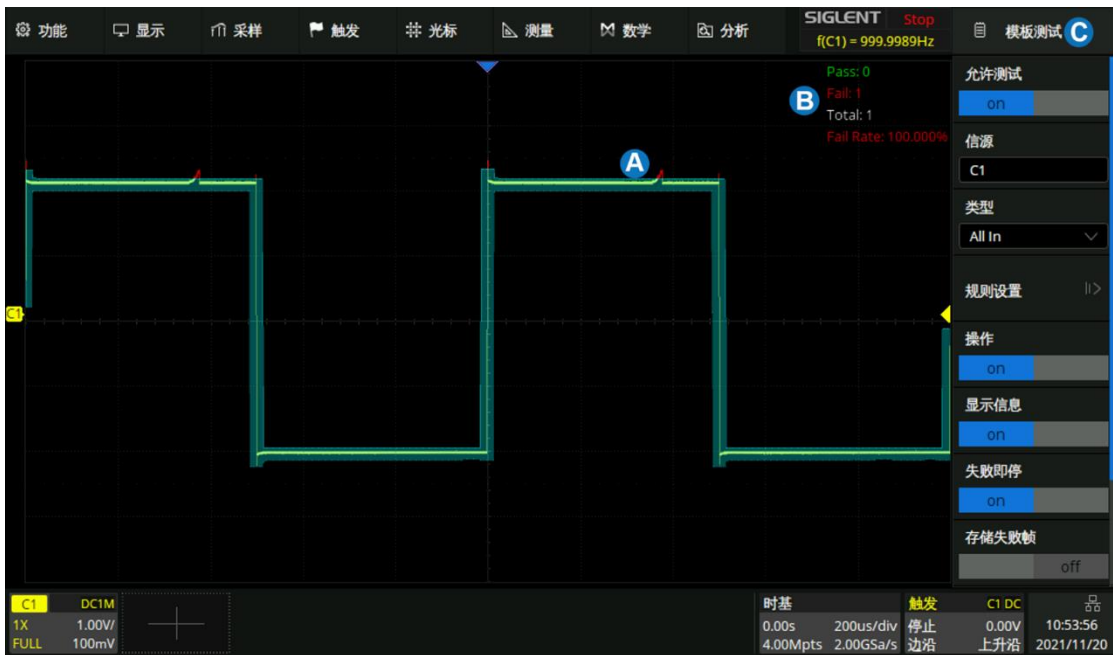 功能 显示 采样 触发 光标 测量 数学 分析
SIGLENT Stop
f(C1) = 999.9989Hz
模板测试 C
Pass: 0
Fail: 1
B
Total: 1
Fail Rate: 100.000%
A
C1
允许测试
on
信源
C1
类型
All In
规则设置
操作
on
显示信息
on
失败即停
on
存储失败帧
off
C1 DC1M
1X 1.00V/
FULL 100mV
时基
0.00s 200us/div
4.00Mpts 2.00GSa/s
触发 C1 DC
停止 0.00V
边沿 上升沿
10:53:56
2021/11/20